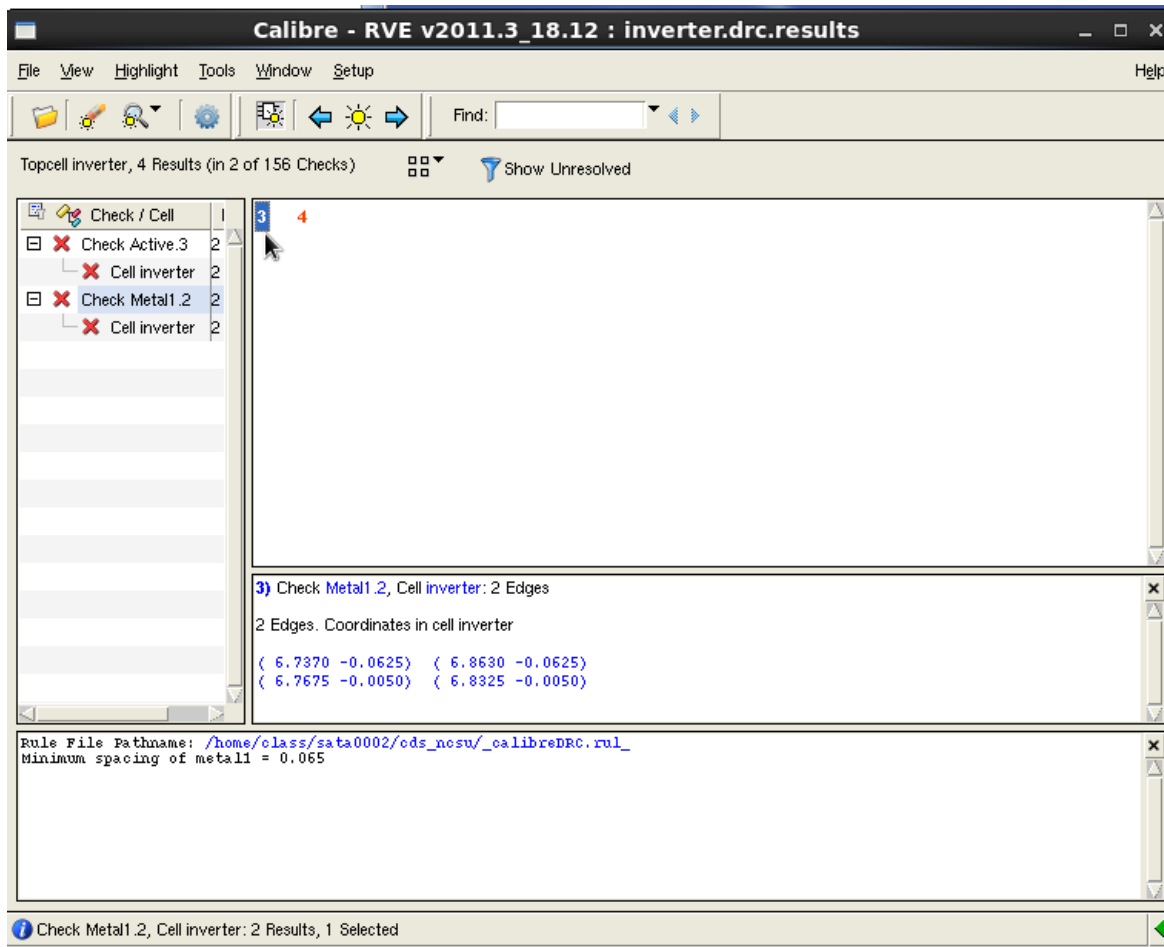 Calibre - RVE v2011.3_18.12 : inverter.drc.results
File View Highlight Tools Window Setup Help
Find:
Topcell inverter, 4 Results (in 2 of 156 Checks) Show Unresolved
Check / Cell
3 4
Check Active.3 2
Cell inverter 2
Check Metal1.2 2
Cell inverter 2
3) Check Metal1.2, Cell inverter: 2 Edges
2 Edges. Coordinates in cell inverter
( 6.7370 -0.0625) ( 6.8630 -0.0625)
( 6.7675 -0.0050) ( 6.8325 -0.0050)
Rule File Pathname: /home/class/sata0002/cds_ncsu/_calibreDRC.rul_
Minimum spacing of metal1 = 0.065
Check Metal1.2, Cell inverter: 2 Results, 1 Selected